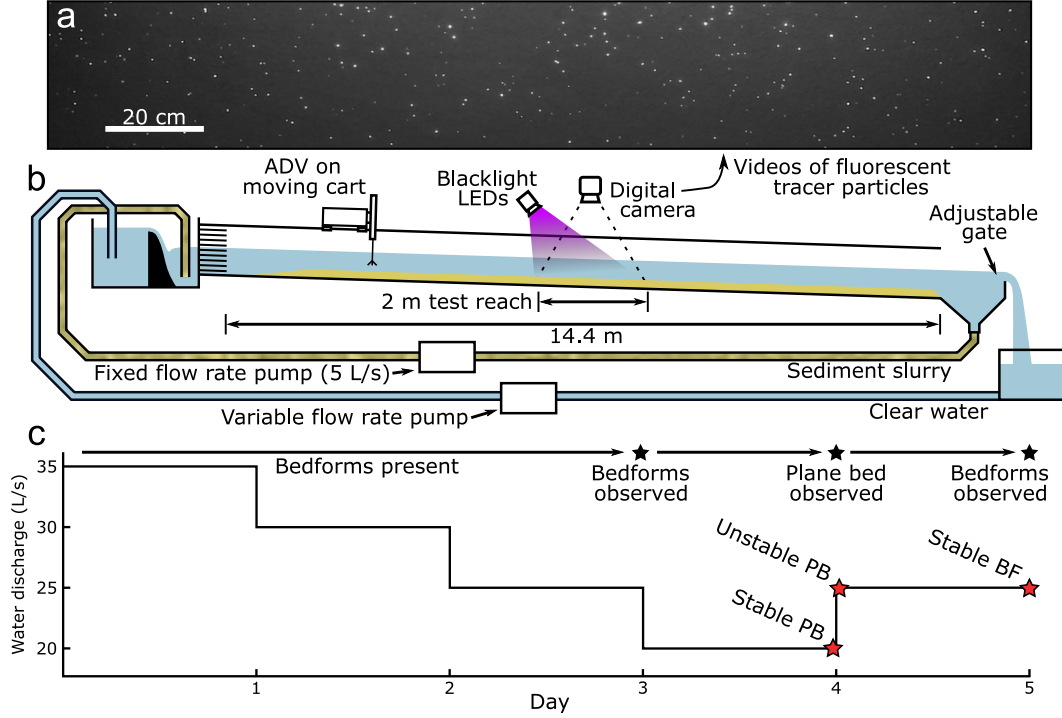 a
20 cm
b
ADV on
moving cart
Blacklight
LEDs
Digital
camera
Videos of fluorescent
tracer particles
Adjustable
gate
2 m test reach
14.4 m
Fixed flow rate pump (5 L/s)
Sediment slurry
Variable flow rate pump
Clear water
c
Bedforms present
Bedforms
observed
Plane bed
observed
Bedforms
observed
Unstable PB
Stable BF
Stable PB
Water discharge (L/s)
35
30
25
20
1
2
3
4
5
Day